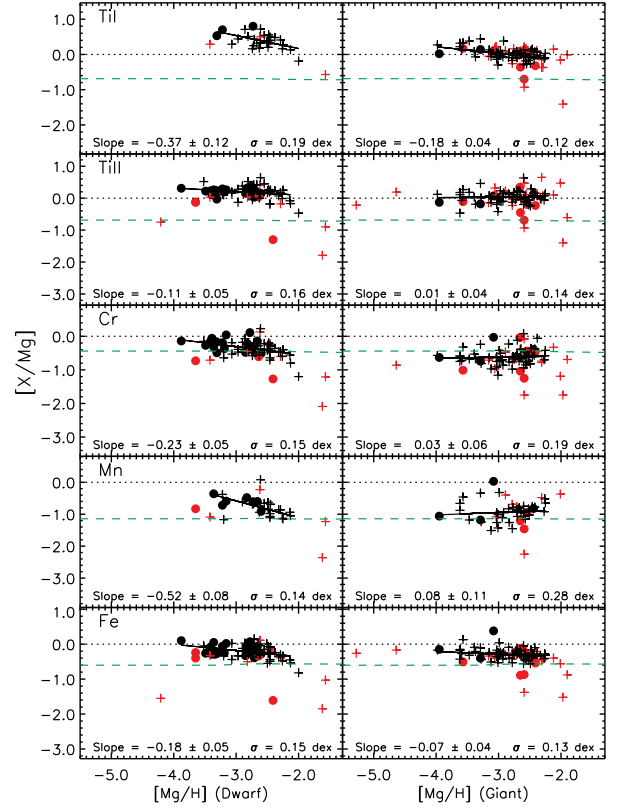 TiI
1.0
0.0
−1.0
−2.0
Slope = −0.37 ± 0.12 σ = 0.19 dex
Slope = −0.18 ± 0.04 σ = 0.12 dex
TiII
1.0
0.0
−1.0
−2.0
−3.0
Slope = −0.11 ± 0.05 σ = 0.16 dex
Slope = 0.01 ± 0.04 σ = 0.14 dex
[X/Mg]
Cr
0.0
−1.0
−2.0
−3.0
Slope = −0.23 ± 0.05 σ = 0.15 dex
Slope = 0.03 ± 0.06 σ = 0.19 dex
Mn
0.0
−1.0
−2.0
−3.0
Slope = −0.52 ± 0.08 σ = 0.14 dex
Slope = 0.08 ± 0.11 σ = 0.28 dex
Fe
1.0
0.0
−1.0
−2.0
−3.0
Slope = −0.18 ± 0.05 σ = 0.15 dex
Slope = −0.07 ± 0.04 σ = 0.13 dex
−5.0 −4.0 −3.0 −2.0
−5.0 −4.0 −3.0 −2.0
[Mg/H] (Dwarf)
[Mg/H] (Giant)